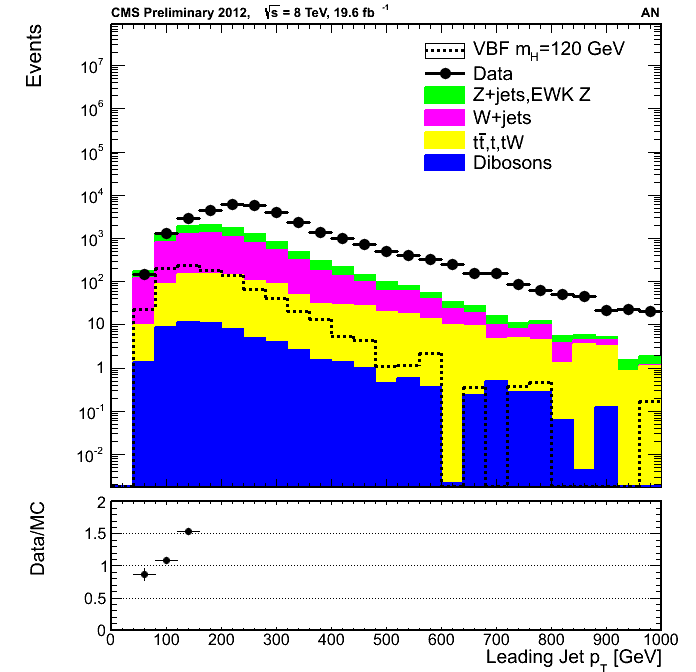 CMS Preliminary 2012, √s = 8 TeV, 19.6 fb⁻¹ AN
Events
VBF m_H=120 GeV
Data
Z+jets,EWK Z
W+jets
tt̄,t,tW
Dibosons
10⁷
10⁶
10⁵
10⁴
10³
10²
10
1
10⁻¹
10⁻²
Data/MC
2
1.5
1
0.5
0
0 100 200 300 400 500 600 700 800 900 1000
Leading Jet p_T [GeV]